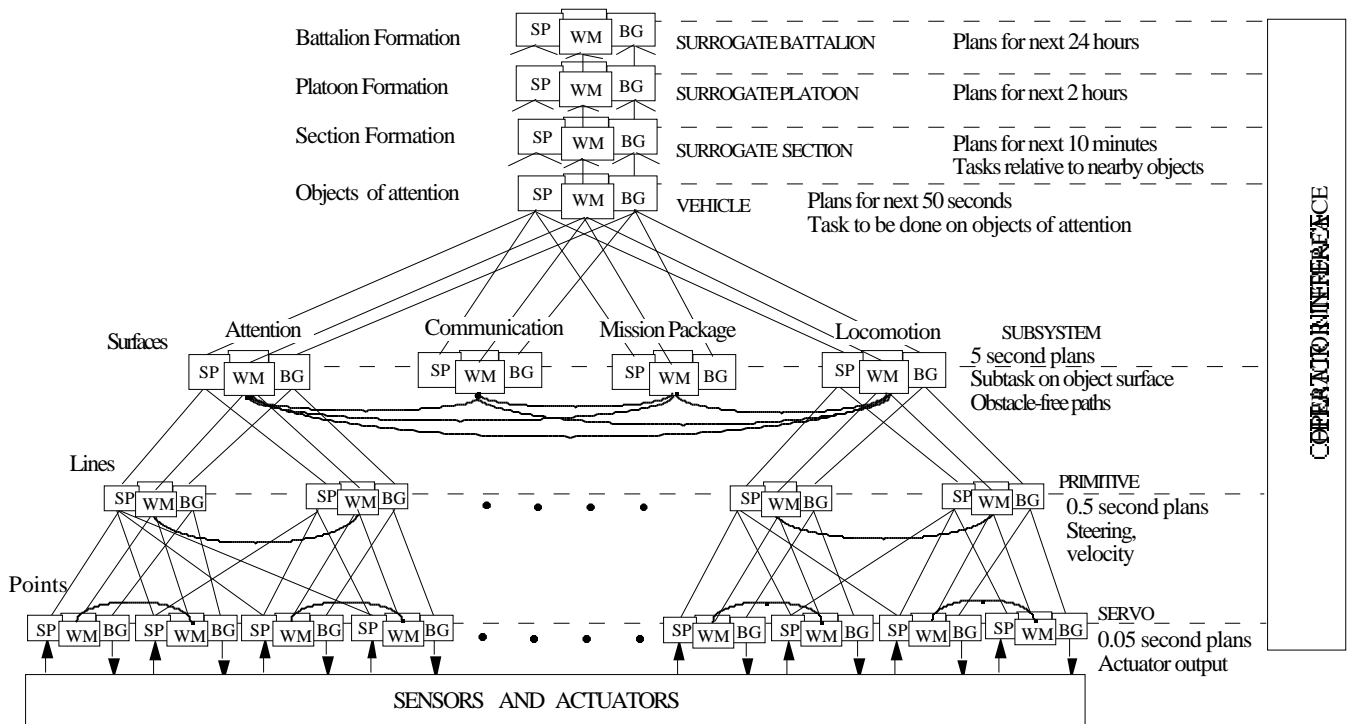 Battalion Formation SP WM BG SURROGATE BATTALION Plans for next 24 hours
Platoon Formation SP WM BG SURROGATE PLATOON Plans for next 2 hours
Section Formation SP WM BG SURROGATE SECTION Plans for next 10 minutes
Tasks relative to nearby objects
Objects of attention SP WM BG VEHICLE Plans for next 50 seconds
Task to be done on objects of attention
OPERATOR INTERFACE
Surfaces Attention Communication Mission Package Locomotion SUBSYSTEM
SP WM BG SP WM BG SP WM BG SP WM BG 5 second plans
Subtask on object surface
Obstacle-free paths
Lines
SP WM BG SP WM BG SP WM BG SP WM BG PRIMITIVE
0.5 second plans
Steering,
velocity
Points
SP WM BG SP WM BG SP WM BG SP WM BG SP WM BG SP WM BG SP WM BG SP WM BG SERVO
0.05 second plans
Actuator output
SENSORS AND ACTUATORS